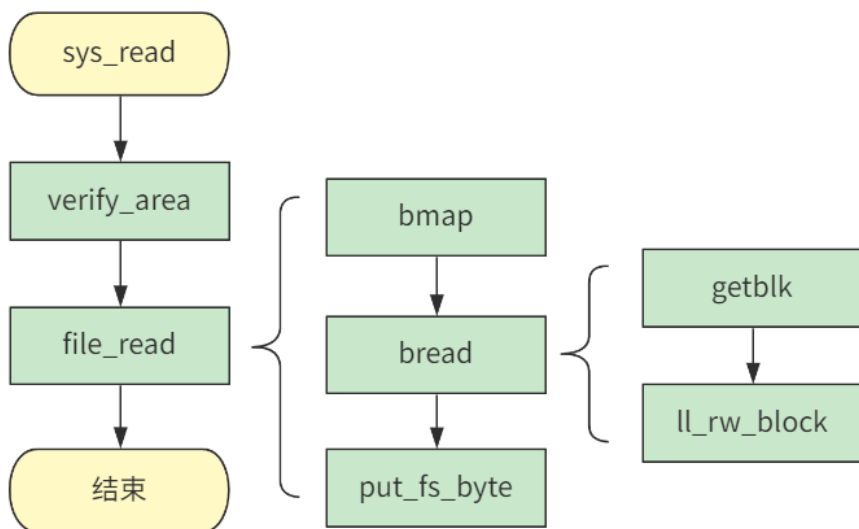 sys_read
verify_area
file_read
结束
bmap
bread
put_fs_byte
getblk
ll_rw_block